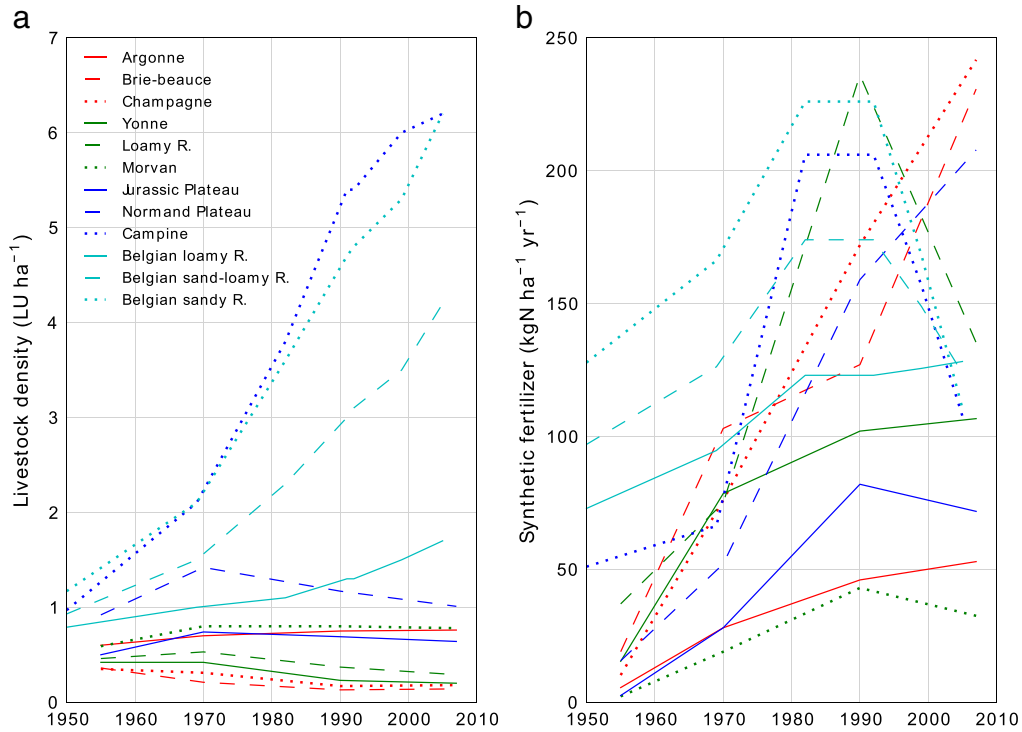 a
Livestock density (LU ha⁻¹)
7
6
5
4
3
2
1
0
1950 1960 1970 1980 1990 2000 2010
Argonne
Brie-beauce
Champagne
Yonne
Loamy R.
Morvan
Jurassic Plateau
Normand Plateau
Campine
Belgian loamy R.
Belgian sand-loamy R.
Belgian sandy R.
b
Synthetic fertilizer (kgN ha⁻¹ yr⁻¹)
250
200
150
100
50
0
1950 1960 1970 1980 1990 2000 2010